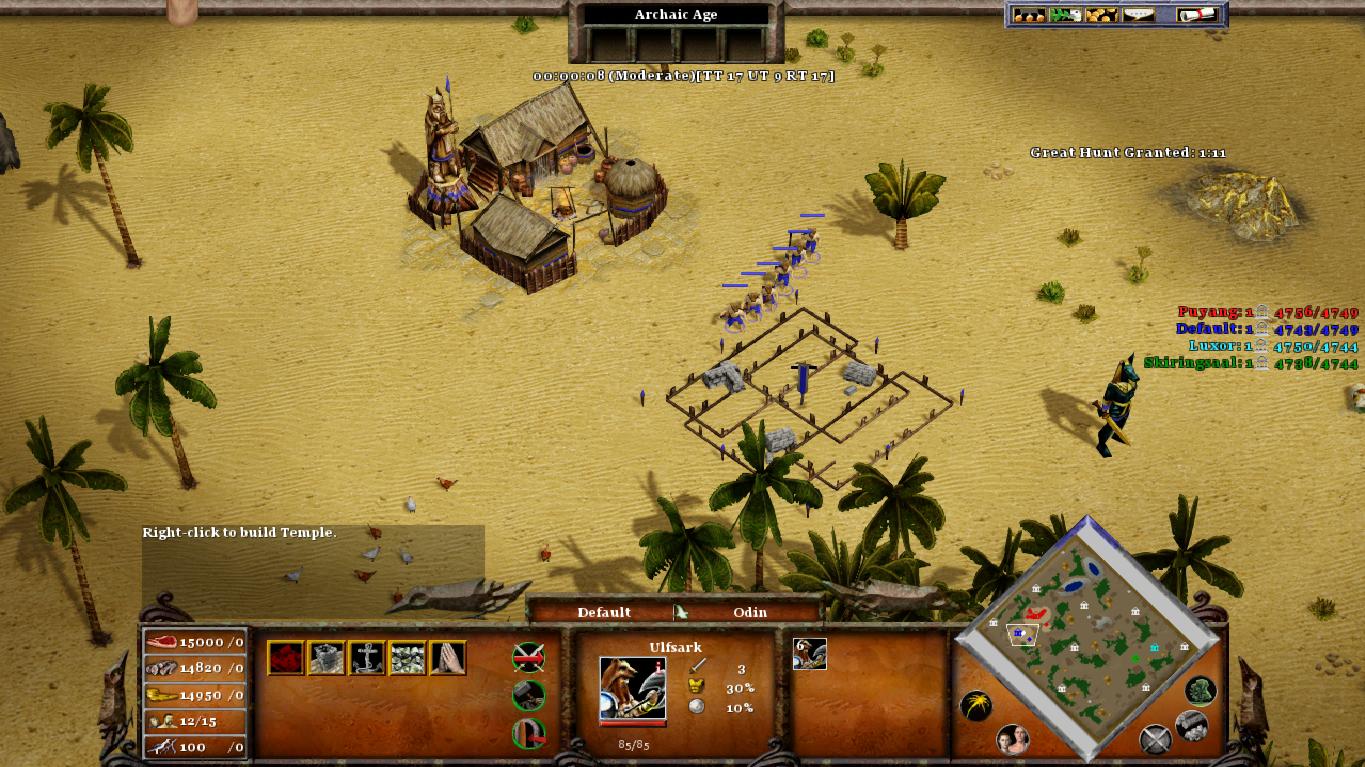 Archaic Age
00:00:08 (Moderate)[TT 17 UT 9 RT 17]
Great Hunt Granted: 1:11
Puyang: 1 4756/4749
Default: 1 4743/4749
Luxor: 1 4750/4744
Skiringsaal: 1 4738/4744
Right-click to build Temple.
Default Odin
15000 /0
14820 /0
14950 /0
12/15
100 /0
Ulfsark
3
30%
10%
85/85
6